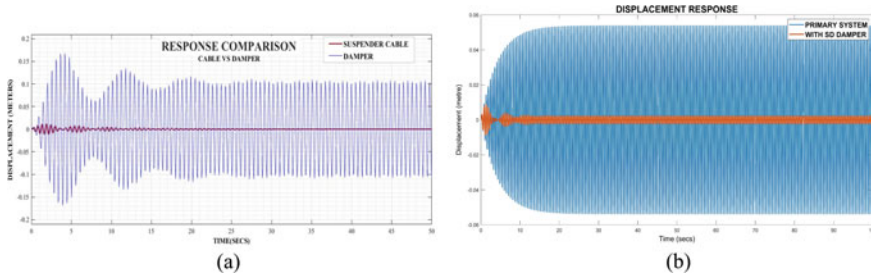 RESPONSE COMPARISON
CABLE VS DAMPER
SUSPENDER CABLE
DAMPER
DISPLACEMENT (METERS)
0.2
0.15
0.1
0.05
0
-0.05
-0.1
-0.15
-0.2
0 5 10 15 20 25 30 35 40 45 50
TIME(SECS)
(a)
DISPLACEMENT RESPONSE
PRIMARY SYSTEM
WITH SD DAMPER
Displacement (metre)
0.06
0.04
0.02
0
-0.02
-0.04
-0.06
0 10 20 30 40 50 60 70 80 90
Time (secs)
(b)